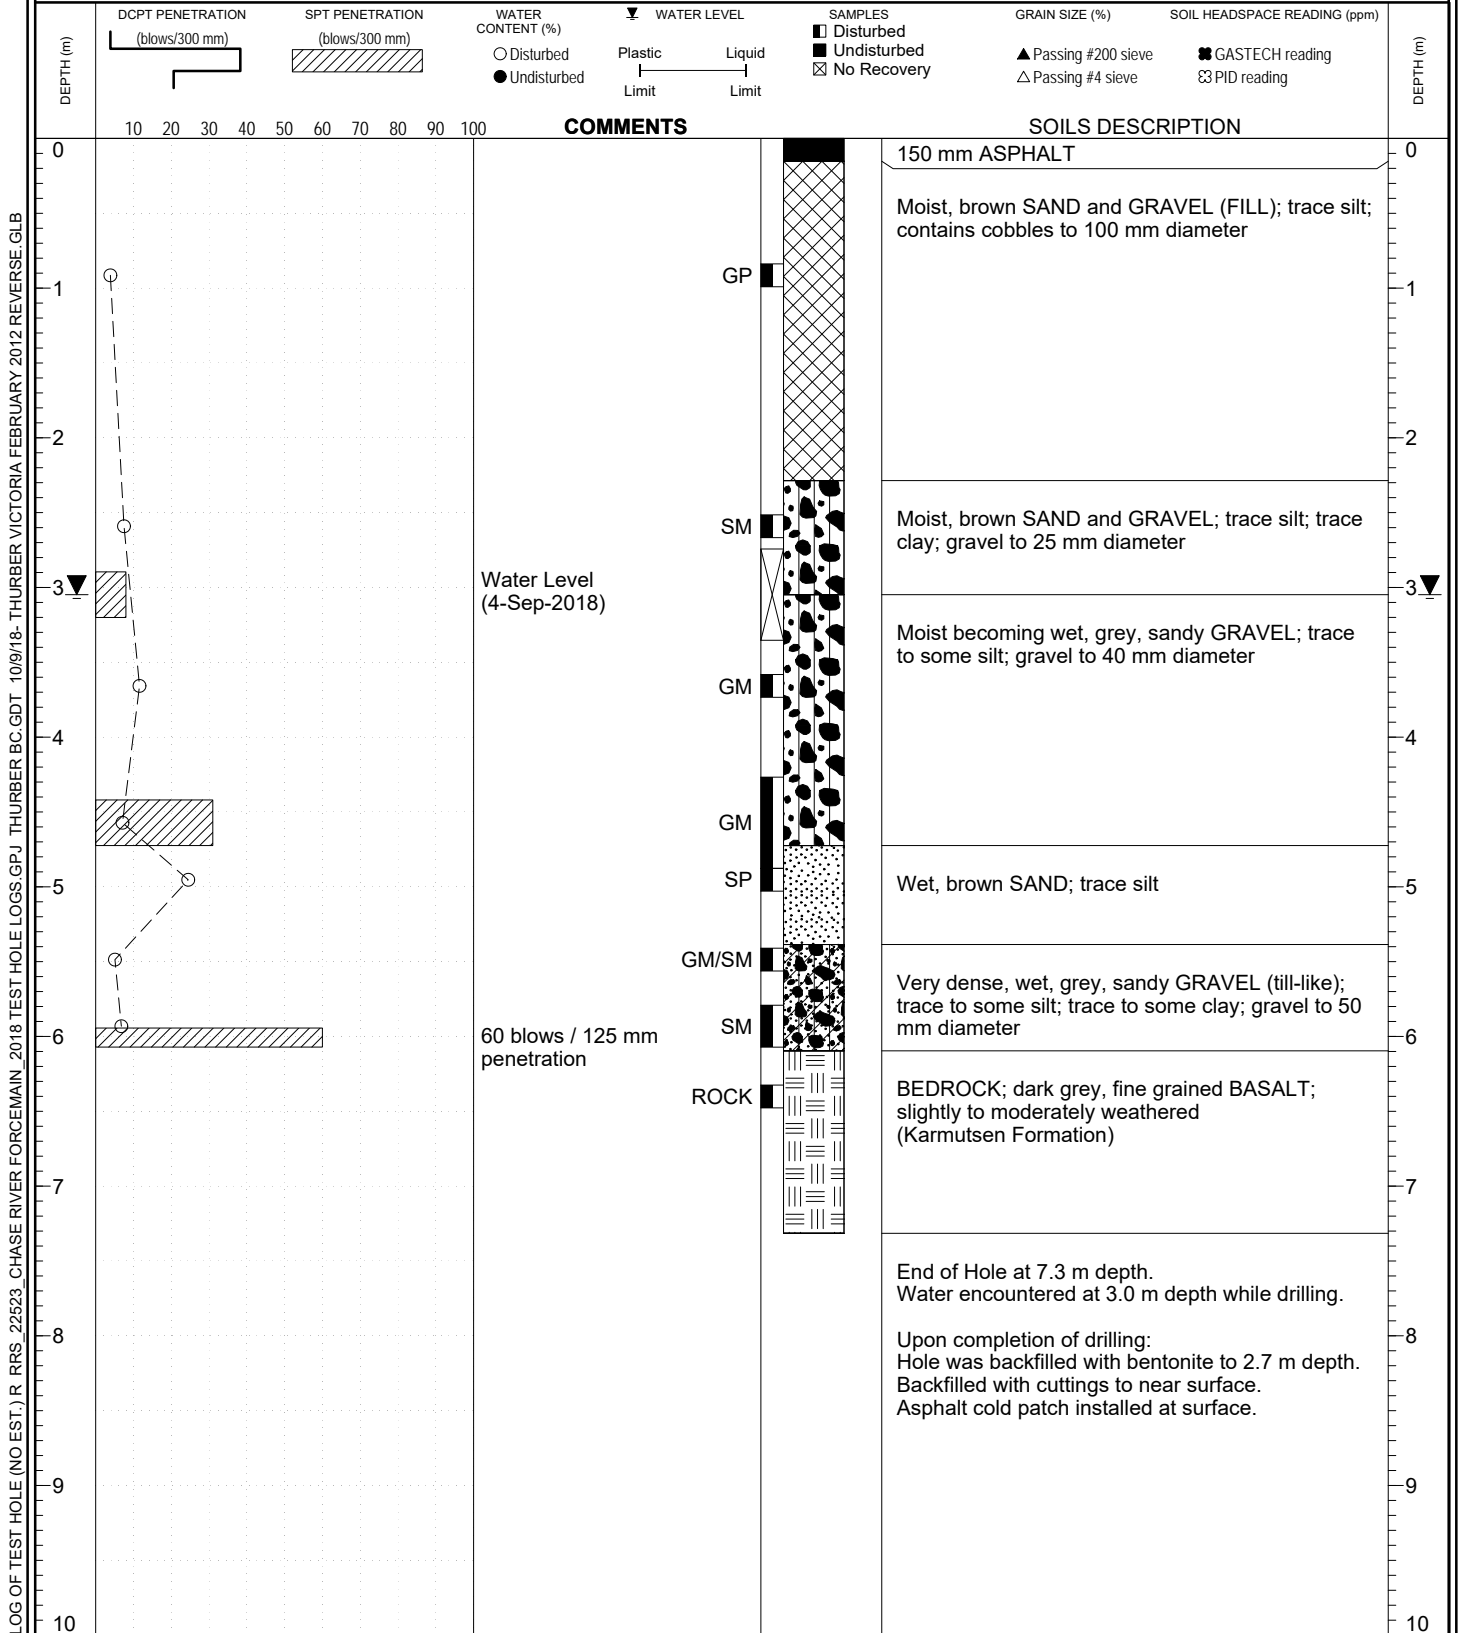 DCPT PENETRATION
(blows/300 mm)
SPT PENETRATION
(blows/300 mm)
WATER
CONTENT (%)
Disturbed
Undisturbed
WATER LEVEL
Plastic Liquid
Limit Limit
SAMPLES
Disturbed
Undisturbed
No Recovery
GRAIN SIZE (%)
Passing #200 sieve
Passing #4 sieve
SOIL HEADSPACE READING (ppm)
GASTECH reading
PID reading
DEPTH (m)
DEPTH (m)
10 20 30 40 50 60 70 80 90 100
COMMENTS
SOILS DESCRIPTION
0
150 mm ASPHALT
0
Moist, brown SAND and GRAVEL (FILL); trace silt;
contains cobbles to 100 mm diameter
GP
1
1
2
2
SM
Moist, brown SAND and GRAVEL; trace silt; trace
clay; gravel to 25 mm diameter
3
Water Level
(4-Sep-2018)
3
Moist becoming wet, grey, sandy GRAVEL; trace
to some silt; gravel to 40 mm diameter
GM
4
4
GM
SP
5
Wet, brown SAND; trace silt
5
GM/SM
Very dense, wet, grey, sandy GRAVEL (till-like);
trace to some silt; trace to some clay; gravel to 50
mm diameter
SM
6
60 blows / 125 mm
penetration
6
ROCK
BEDROCK; dark grey, fine grained BASALT;
slightly to moderately weathered
(Karmutsen Formation)
7
7
End of Hole at 7.3 m depth.
Water encountered at 3.0 m depth while drilling.
8
8
Upon completion of drilling:
Hole was backfilled with bentonite to 2.7 m depth.
Backfilled with cuttings to near surface.
Asphalt cold patch installed at surface.
9
9
10
10
LOG OF TEST HOLE (NO EST.) R RRS_22523_CHASE RIVER FORCEMAIN_2018 TEST HOLE LOGS.GPJ THURBER BC.GDT 10/9/18- THURBER VICTORIA FEBRUARY 2012 REVERSE.GLB